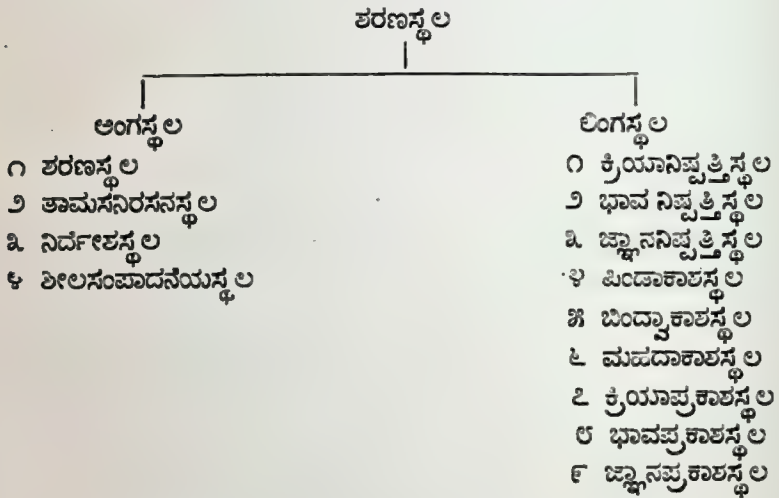 ಶರಣಸ್ಥಲ
ಅಂಗಸ್ಥಲ
೧ ಶರಣಸ್ಥಲ
೨ ತಾಮಸನಿರಸನಸ್ಥಲ
೩ ನಿರ್ದೇಶಸ್ಥಲ
೪ ಶೀಲಸಂಪಾದನೆಯಸ್ಥಲ
ಲಿಂಗಸ್ಥಲ
೧ ಕ್ರಿಯಾನಿಷ್ಪತ್ತಿಸ್ಥಲ
೨ ಭಾವ ನಿಷ್ಪತ್ತಿಸ್ಥಲ
೩ ಜ್ಞಾನನಿಷ್ಪತ್ತಿಸ್ಥಲ
೪ ಪಿಂಡಾಕಾಶಸ್ಥಲ
೫ ಬಿಂದ್ವಾಕಾಶಸ್ಥಲ
೬ ಮಹದಾಕಾಶಸ್ಥಲ
೭ ಕ್ರಿಯಾಪ್ರಕಾಶಸ್ಥಲ
೮ ಭಾವಪ್ರಕಾಶಸ್ಥಲ
೯ ಜ್ಞಾನಪ್ರಕಾಶಸ್ಥಲ